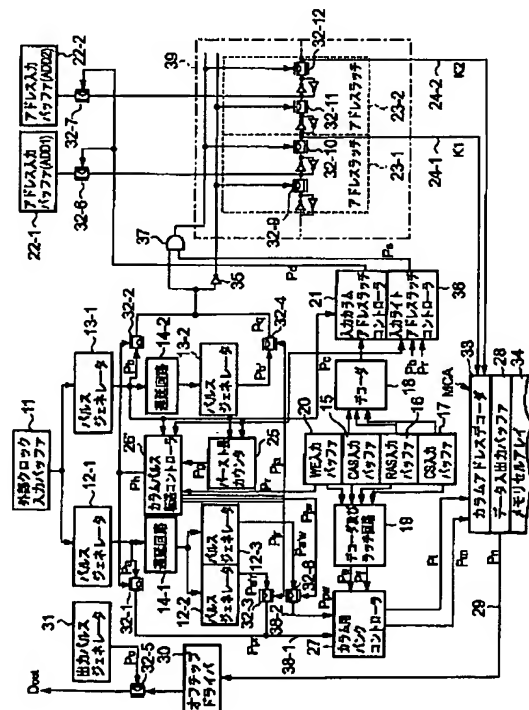 アドレス入力
バッファ(ADD2)
22-2
アドレス入力
バッファ(ADD1)
22-1
32-7
32-6
39
32-12
32-11
32-10
32-9
アドレスラッチ
アドレスラッチ
23-2
23-1
24-2
K2
24-1
K1
37
35
外部クロック
入力バッファ
11
パルス
ジェネレータ
13-1
パルス
ジェネレータ
12-1
出力パルス
ジェネレータ
31
32-2
32-4
32-1
32-5
遅延回路
14-2
パルス
ジェネレータ
13-2
遅延回路
14-1
カラムパルス
コントローラ
26
バースト長
カウンタ
25
パルス
ジェネレータ
12-2
パルス
ジェネレータ
12-3
32-3
38-2
32-8
38-1
入力カラム
アドレスラッチ
コントローラ
21
入力ライト
アドレスラッチ
コントローラ
36
デコーダ
18
WE入力
バッファ
20
CAS入力
バッファ
15
RAS入力
バッファ
16
CS入力
バッファ
17
デコーダ及び
ラッチ回路
19
カラム用
バンク
コントローラ
27
オフチップ
ドライバ
30
29
MCA
カラムアドレスデコーダ
33
データ入出力バッファ
28
メモリセルアレイ
34
Dout